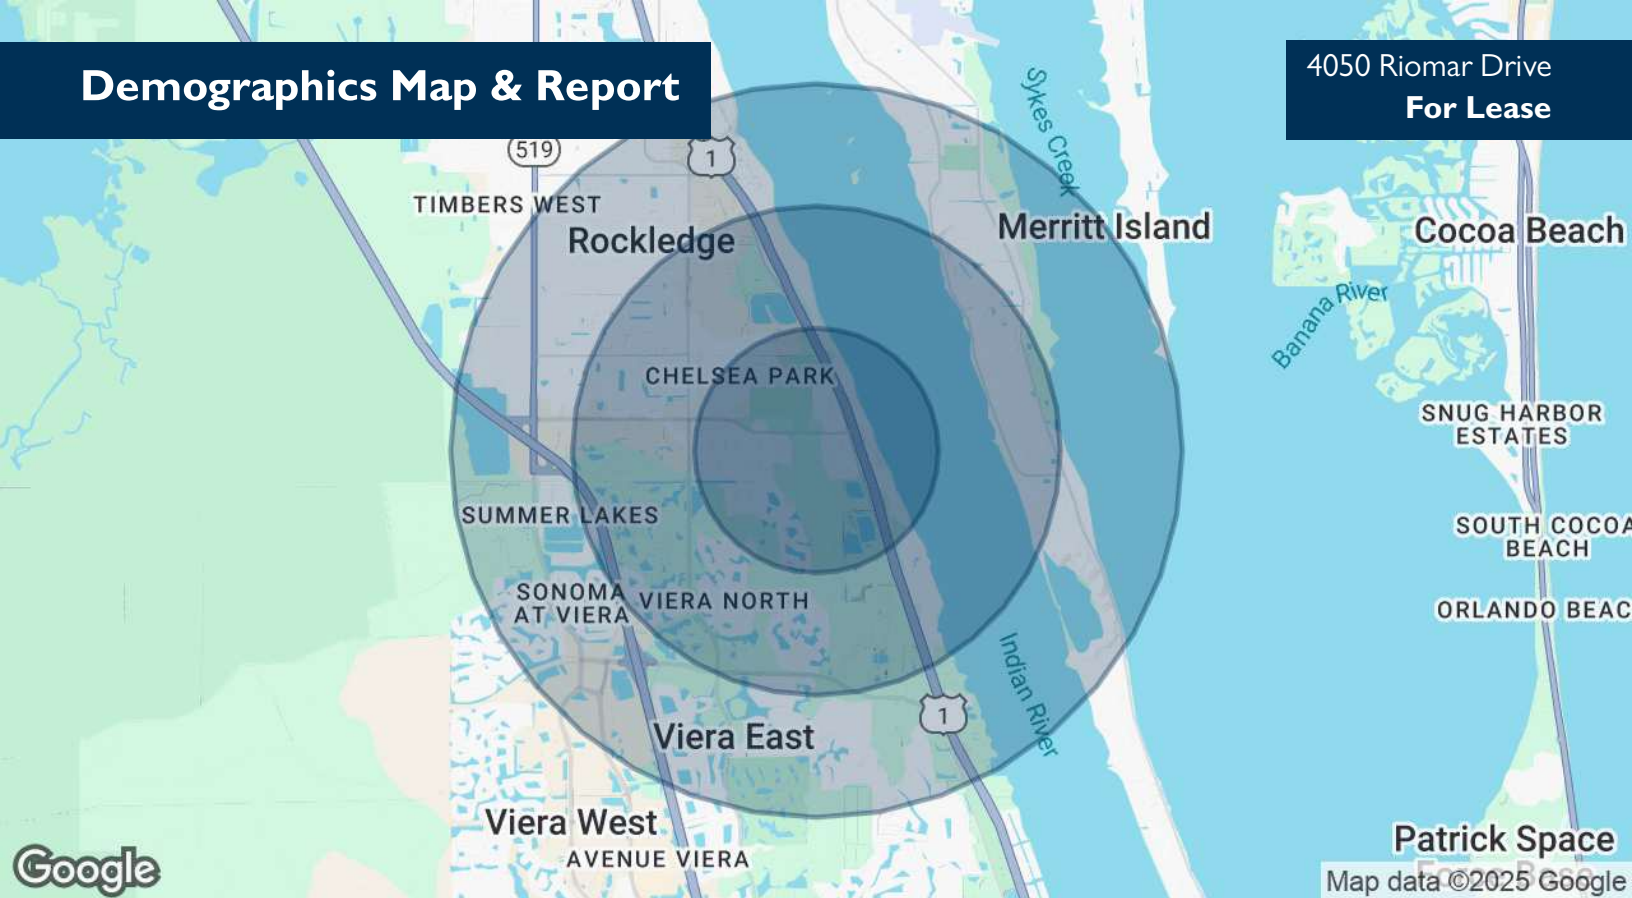 Demographics Map & Report
4050 Riomar Drive
For Lease
519
1
TIMBERS WEST
Rockledge
Sykes Creek
Merritt Island
Cocoa Beach
Banana River
CHELSEA PARK
SNUG HARBOR
ESTATES
SUMMER LAKES
SOUTH COCOA
BEACH
SONOMA
AT VIERA
VIERA NORTH
ORLANDO BEAC
Indian River
1
Viera East
Viera West
AVENUE VIERA
Patrick Space
Force Base
Google
Map data ©2025 Google